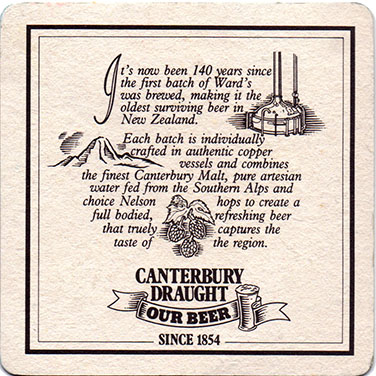 It's now been 140 years since
the first batch of Ward's
was brewed, making it the
oldest surviving beer in
New Zealand.
Each batch is individually
crafted in authentic copper
vessels and combines
the finest Canterbury Malt, pure artesian
water fed from the Southern Alps and
choice Nelson hops to create a
full bodied, refreshing beer
that truely captures the
taste of the region.
CANTERBURY
DRAUGHT
OUR BEER
SINCE 1854